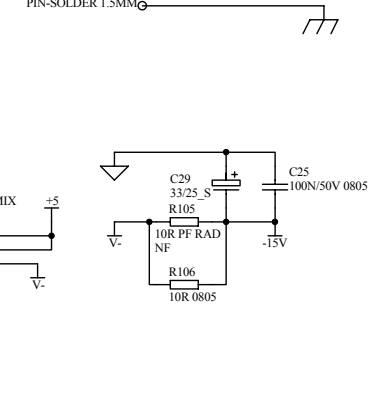 PIN-SOLDER 1.5MM
C29
33/25_S
+
C25
100N/50V 0805
MIX
+5
R105
10R PF RAD
NF
V-
-15V
V-
R106
10R 0805